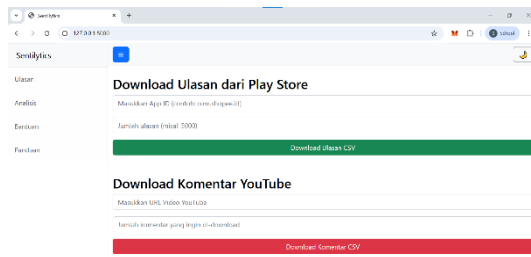 Sentilytics
127.0.0.1:5000
school
Sentilytics
Ulasan
Analisis
Bantuan
Panduan
Download Ulasan dari Play Store
Masukkan App ID (contoh: com.shopee.id)
Jumlah ulasan (misal: 5000)
Download Ulasan CSV
Download Komentar YouTube
Masukkan URL Video YouTube
Jumlah komentar yang ingin di-download
Download Komentar CSV